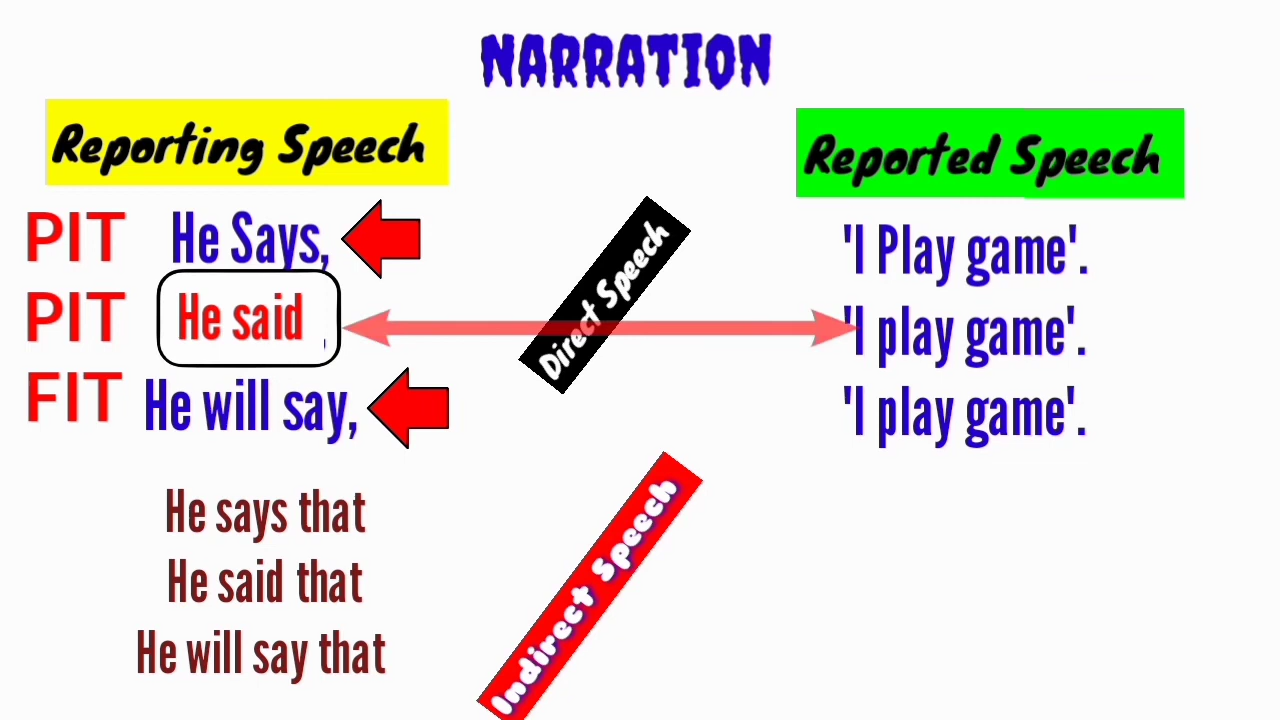 NARRATION
Reporting Speech
Reported Speech
PIT He Says,
'I Play game'.
PIT He said ,
'I play game'.
FIT He will say,
'I play game'.
Direct Speech
He says that
He said that
He will say that
Indirect Speech